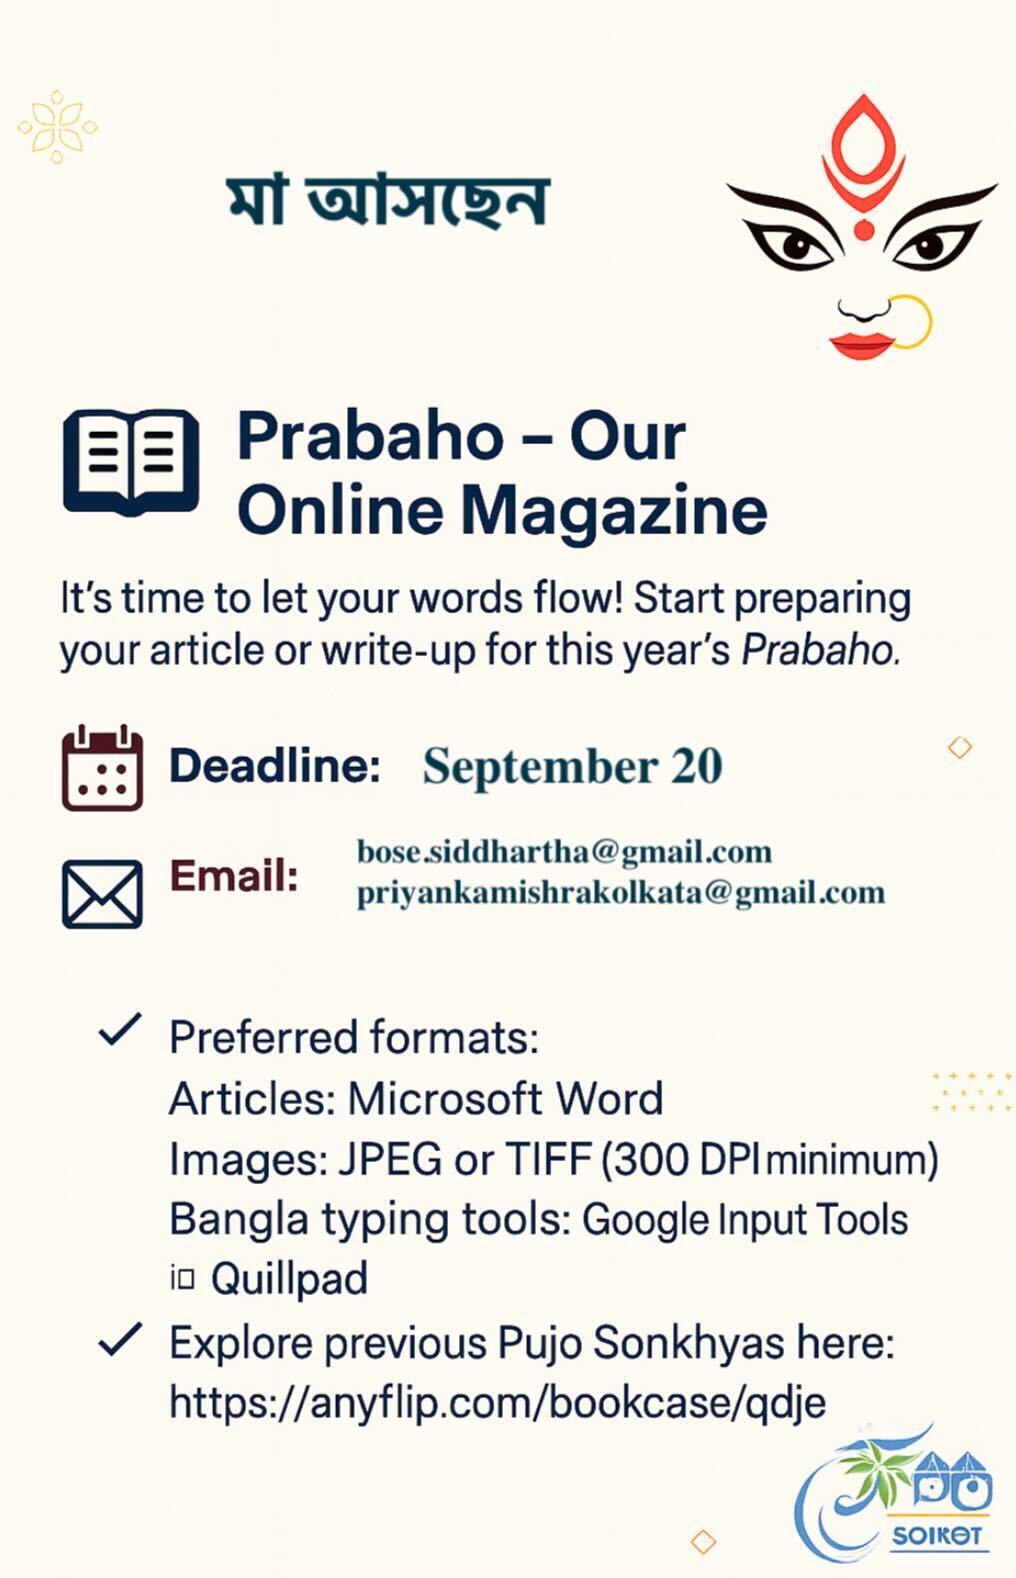 মা আসছেন
Prabaho – Our
Online Magazine
It's time to let your words flow! Start preparing
your article or write-up for this year's Prabaho.
Deadline: September 20
Email: bose.siddhartha@gmail.com
priyankamishrakolkata@gmail.com
Preferred formats:
Articles: Microsoft Word
Images: JPEG or TIFF (300 DPI minimum)
Bangla typing tools: Google Input Tools
Quillpad
Explore previous Pujo Sonkhyas here:
https://anyflip.com/bookcase/qdje
SOIKOT